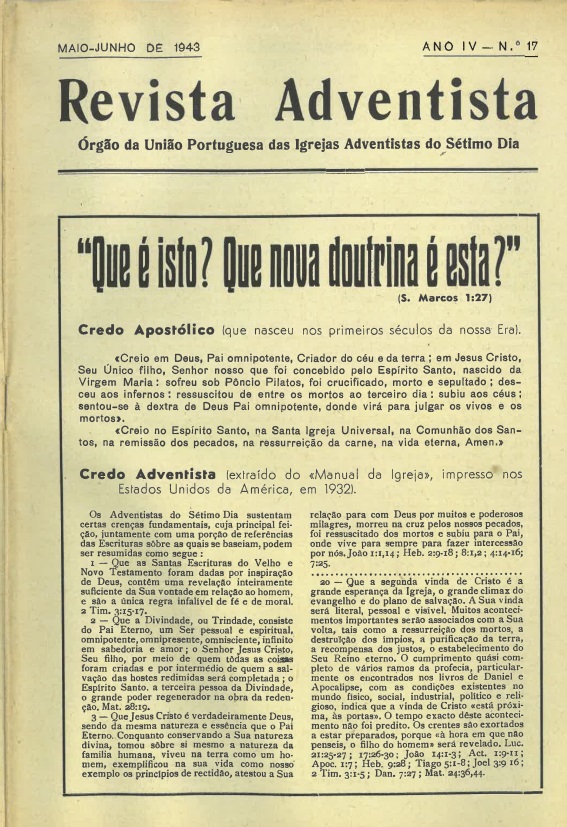 MAIO-JUNHO DE 1943
ANO IV — N.º 17
Revista Adventista
Órgão da União Portuguesa das Igrejas Adventistas do Sétimo Dia
"Que é isto? Que nova doutrina é esta?"
(S. Marcos 1:27)
Credo Apostólico (que nasceu nos primeiros séculos da nossa Era).
«Creio em Deus, Pai omnipotente, Criador do céu e da terra; em Jesus Cristo,
Seu Único filho, Senhor nosso que foi concebido pelo Espírito Santo, nascido da
Virgem Maria: sofreu sob Pôncio Pilatos, foi crucificado, morto e sepultado; des-
ceu aos infernos: ressuscitou de entre os mortos ao terceiro dia: subiu aos céus;
sentou-se à dextra de Deus Pai omnipotente, donde virá para julgar os vivos e os
mortos».
«Creio no Espírito Santo, na Santa Igreja Universal, na Comunhão dos San-
tos, na remissão dos pecados, na ressurreição da carne, na vida eterna, Amen.»
Credo Adventista (extraído do «Manual da Igreja», impresso nos
Estados Unidos da América, em 1932).
Os Adventistas do Sétimo Dia sustentam
certas crenças fundamentais, cuja principal fei-
ção, juntamente com uma porção de referências
das Escrituras sôbre as quais se baseiam, podem
ser resumidas como segue:
1 — Que as Santas Escrituras do Velho e
Novo Testamento foram dadas por inspiração
de Deus, contêm uma revelação inteiramente
suficiente da Sua vontade em relação ao homem,
e são a única regra infalível de fé e de moral.
2 Tim. 3:15-17.
2 — Que a Divindade, ou Trindade, consiste
do Pai Eterno, um Ser pessoal e espiritual,
omnipotente, omnipresente, omnisciente, infinito
em sabedoria e amor; o Senhor Jesus Cristo,
Seu filho, por meio de quem tôdas as coisas
foram criadas e por intermédio de quem a sal-
vação das hostes redimidas será completada; o
Espírito Santo, a terceira pessoa da Divindade,
o grande poder regenerador na obra da reden-
ção, Mat. 28:19.
3 — Que Jesus Cristo é verdadeiramente Deus,
sendo da mesma natureza e essência que o Pai
Eterno. Conquanto conservando a Sua natureza
divina, tomou sôbre si mesmo a natureza da
família humana, viveu na terra como um ho-
mem, exemplificou na sua vida como nosso
exemplo os princípios de rectidão, atestou a Sua
relação para com Deus por muitos e poderosos
milagres, morreu na cruz pelos nossos pecados,
foi ressuscitado dos mortos e subiu para o Pai,
onde vive para sempre para fazer intercessão
por nós. João 1:1,14; Heb. 2:9-18; 8:1,2; 4:14-16;
7:25.
20 — Que a segunda vinda de Cristo é a
grande esperança da Igreja, o grande climax do
evangelho e do plano de salvação. A Sua vinda
será literal, pessoal e visível. Muitos aconteci-
mentos importantes serão associados com a Sua
volta, tais como a ressurreição dos mortos, a
destruição dos ímpios, a purificação da terra,
a recompensa dos justos, o estabelecimento do
Seu Reino eterno. O cumprimento quási com-
pleto de vários ramos da profecia, particular-
mente os encontrados nos livros de Daniel e
Apocalipse, com as condições existentes no
mundo físico, social, industrial, político e reli-
gioso, indica que a vinda de Cristo «está próxi-
ma, às portas». O tempo exacto dêste aconteci-
mento não foi predito. Os crentes são exortados
a estar preparados, porque «à hora em que não
penseis, o filho do homem» será revelado. Luc.
21:25-27; 17:26-30; João 14:1-3; Act. 1:9-11;
Apoc. 1:7; Heb. 9:28; Tiago 5:1-8; Joel 3:9 16;
2 Tim. 3:1-5; Dan. 7:27; Mat. 24:36,44.